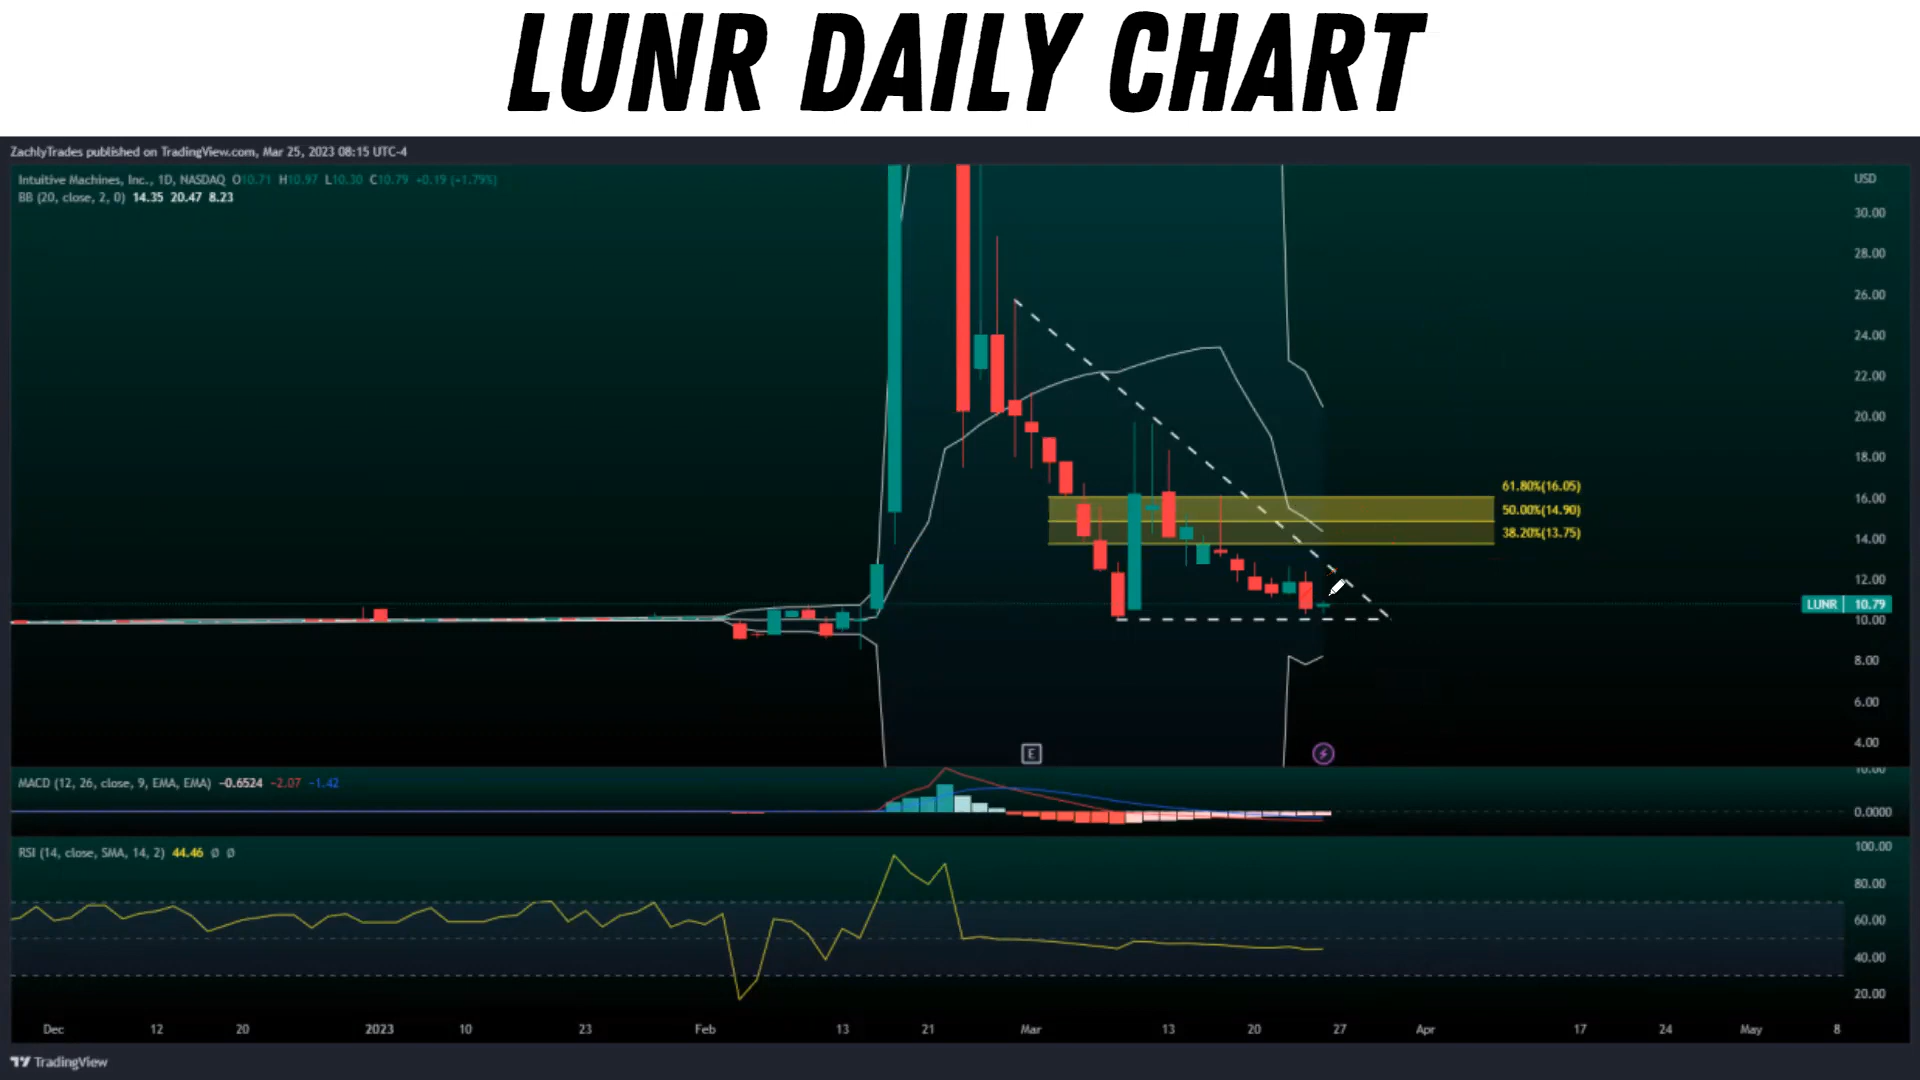 LUNR DAILY CHART
ZachlyTrades published on TradingView.com, Mar 25, 2023 08:15 UTC-4
Intuitive Machines, Inc., 1D, NASDAQ O10.71 H10.97 L10.30 C10.79 +0.19 (+1.79%)
BB (20, close, 2, 0) 14.35 20.47 8.23
USD
30.00
28.00
26.00
24.00
22.00
20.00
18.00
16.00
14.00
12.00
LUNR 10.79
10.00
8.00
6.00
4.00
61.80%(16.05)
50.00%(14.90)
38.20%(13.75)
E
MACD (12, 26, close, 9, EMA, EMA) −0.6524 −2.07 −1.42
10.00
0.0000
RSI (14, close, SMA, 14, 2) 44.46 Ø Ø
100.00
80.00
60.00
40.00
20.00
Dec 12 20 2023 10 23 Feb 13 21 Mar 13 20 27 Apr 17 24 May 8
TradingView